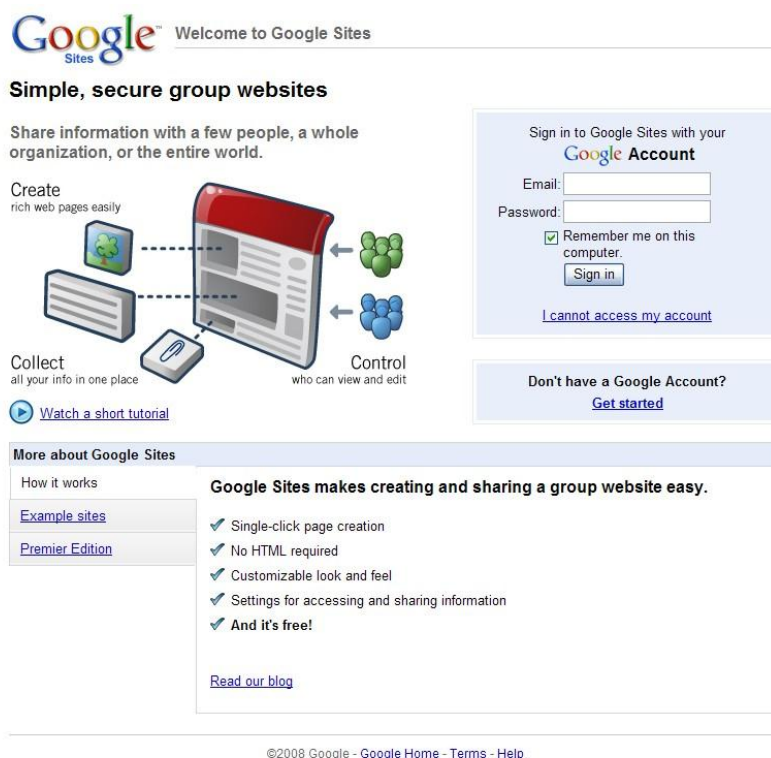 Google™ Welcome to Google Sites
Sites
Simple, secure group websites
Share information with a few people, a whole
organization, or the entire world.
Create
rich web pages easily
Collect
all your info in one place
Control
who can view and edit
Watch a short tutorial
Sign in to Google Sites with your
Google Account
Email:
Password:
Remember me on this
computer.
Sign in
I cannot access my account
Don't have a Google Account?
Get started
More about Google Sites
How it works
Example sites
Premier Edition
Google Sites makes creating and sharing a group website easy.
Single-click page creation
No HTML required
Customizable look and feel
Settings for accessing and sharing information
And it's free!
Read our blog
©2008 Google - Google Home - Terms - Help